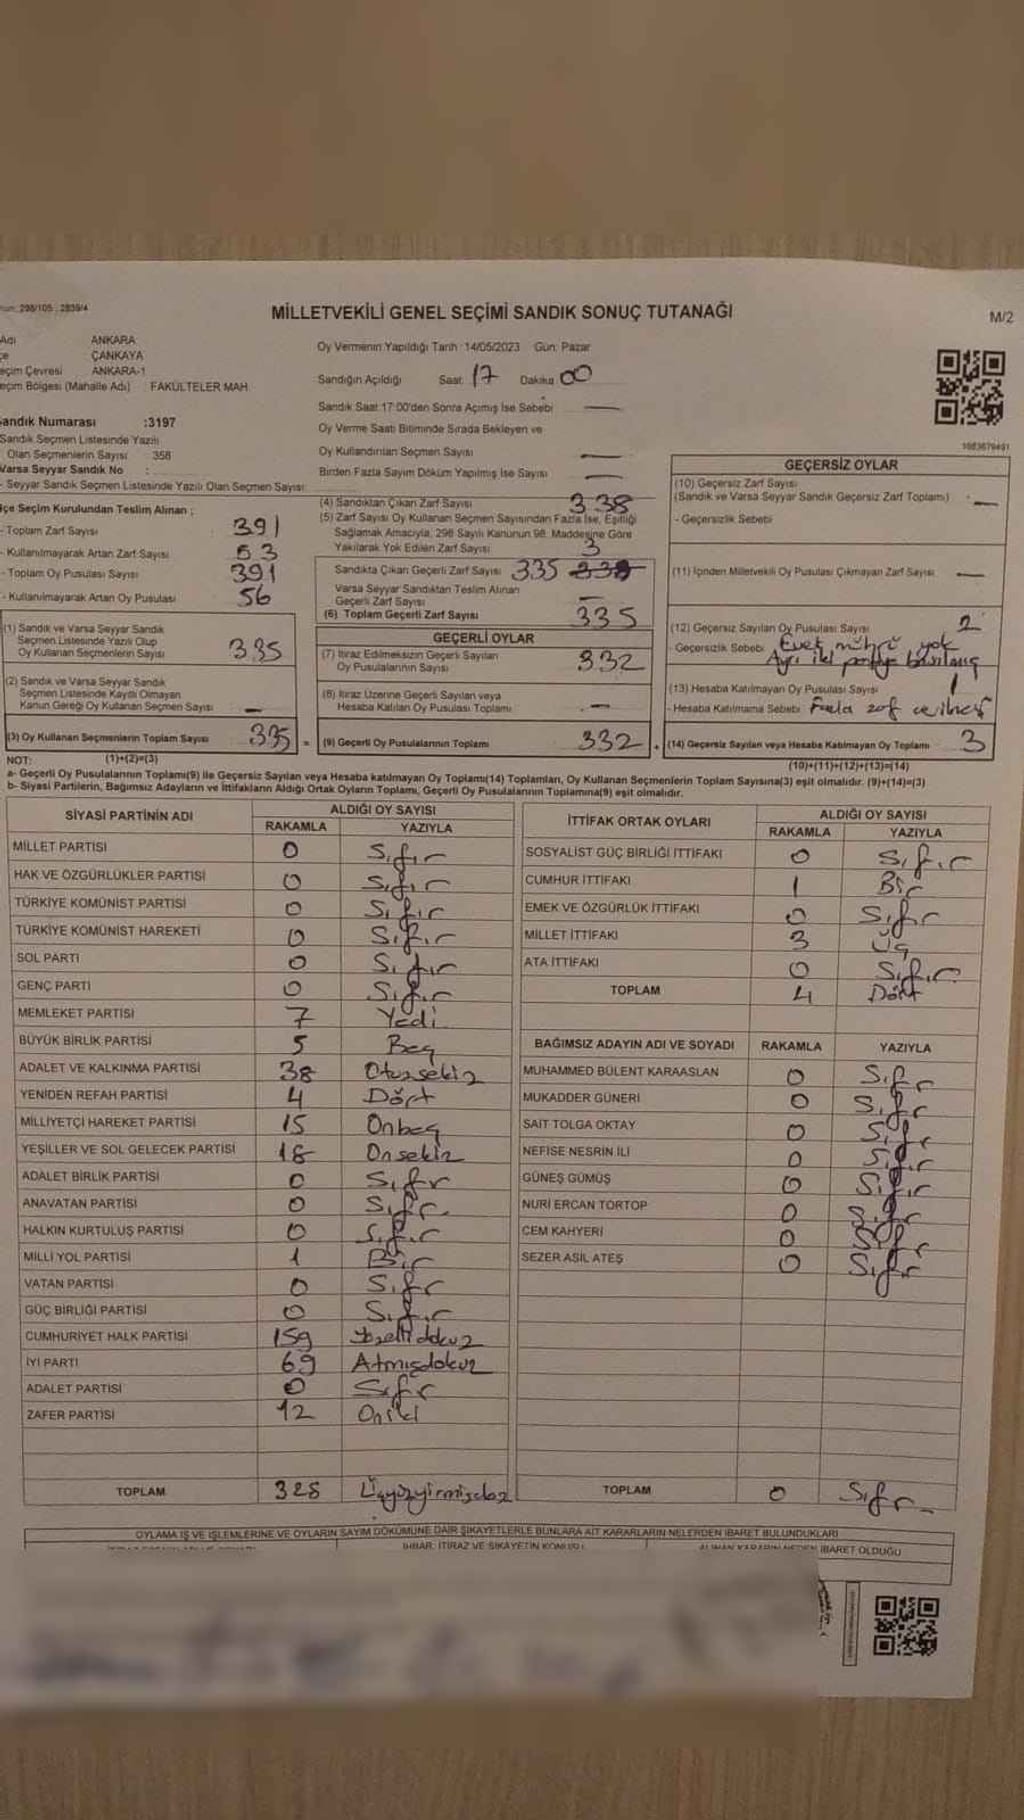 298/105 2839/4
MİLLETVEKİLİ GENEL SEÇİMİ SANDIK SONUÇ TUTANAĞI
M/2
Adı ANKARA
ÇANKAYA
eçim Çevresi ANKARA-1
eçim Bölgesi (Mahalle Adı) FAKÜLTELER MAH.
andık Numarası :3197
Sandık Seçmen Listesinde Yazılı
Olan Seçmenlerin Sayısı 358
Varsa Seyyar Sandık No :
- Seyyar Sandık Seçmen Listesinde Yazılı Olan Seçmen Sayısı:
lçe Seçim Kurulundan Teslim Alınan ;
- Toplam Zarf Sayısı : 391
- Kullanılmayarak Artan Zarf Sayısı 53
- Toplam Oy Pusulası Sayısı 391
- Kullanılmayarak Artan Oy Pusulası 56
(1) Sandık ve Varsa Seyyar Sandık
Seçmen Listesinde Yazılı Olup
Oy Kullanan Seçmenlerin Sayısı 335
(2) Sandık ve Varsa Seyyar Sandık
Seçmen Listesinde Kayıtlı Olmayan
Kanun Gereği Oy Kullanan Seçmen Sayısı —
(3) Oy Kullanan Seçmenlerin Toplam Sayısı 335 =
(1)+(2)=(3)
Oy Vermenin Yapıldığı Tarih :14/05/2023 Gün: Pazar
Sandığın Açıldığı Saat: 17 Dakika: 00
Sandık Saat 17:00'den Sonra Açılmış İse Sebebi —
Oy Verme Saati Bitiminde Sırada Bekleyen ve
Oy Kullandırılan Seçmen Sayısı —
Birden Fazla Sayım Döküm Yapılmış İse Sayısı —
(4) Sandıktan Çıkan Zarf Sayısı 338
(5) Zarf Sayısı Oy Kullanan Seçmen Sayısından Fazla İse, Eşitliği
Sağlamak Amacıyla, 298 Sayılı Kanunun 98. Maddesine Göre
Yakılarak Yok Edilen Zarf Sayısı 3
Sandıkta Çıkan Geçerli Zarf Sayısı 335
Varsa Seyyar Sandıktan Teslim Alınan
Geçerli Zarf Sayısı —
(6) Toplam Geçerli Zarf Sayısı 335
GEÇERLİ OYLAR
(7) İtiraz Edilmeksizin Geçerli Sayılan
Oy Pusulalarının Sayısı 332
(8) İtiraz Üzerine Geçerli Sayılan veya
Hesaba Katılan Oy Pusulası Toplamı —
(9) Geçerli Oy Pusulalarının Toplamı 332 +
1683679491
GEÇERSİZ OYLAR
(10) Geçersiz Zarf Sayısı
(Sandık ve Varsa Seyyar Sandık Geçersiz Zarf Toplamı) —
- Geçersizlik Sebebi
(11) İçinden Milletvekili Oy Pusulası Çıkmayan Zarf Sayısı —
(12) Geçersiz Sayılan Oy Pusulası Sayısı 2
- Geçersizlik Sebebi Evet mührü yok
Ayrı iki partiye basılmış
(13) Hesaba Katılmayan Oy Pusulası Sayısı 1
- Hesaba Katılmama Sebebi Fazla zarf
(14) Geçersiz Sayılan veya Hesaba Katılmayan Oy Toplamı 3
(10)+(11)+(12)+(13)=(14)
NOT:
a- Geçerli Oy Pusulalarının Toplamı(9) ile Geçersiz Sayılan veya Hesaba katılmayan Oy Toplamı(14) Toplamları, Oy Kullanan Seçmenlerin Toplam Sayısına(3) eşit olmalıdır. (9)+(14)=(3)
b- Siyasi Partilerin, Bağımsız Adayların ve İttifakların Aldığı Ortak Oyların Toplamı, Geçerli Oy Pusulalarının Toplamına(9) eşit olmalıdır.
SİYASİ PARTİNİN ADI ALDIĞI OY SAYISI
RAKAMLA YAZIYLA
MİLLET PARTİSİ 0 Sıfır
HAK VE ÖZGÜRLÜKLER PARTİSİ 0 Sıfır
TÜRKİYE KOMÜNİST PARTİSİ 0 Sıfır
TÜRKİYE KOMÜNİST HAREKETİ 0 Sıfır
SOL PARTİ 0 Sıfır
GENÇ PARTİ 0 Sıfır
MEMLEKET PARTİSİ 7 Yedi
BÜYÜK BİRLİK PARTİSİ 5 Beş
ADALET VE KALKINMA PARTİSİ 38 Otuzsekiz
YENİDEN REFAH PARTİSİ 4 Dört
MİLLİYETÇİ HAREKET PARTİSİ 15 Onbeş
YEŞİLLER VE SOL GELECEK PARTİSİ 18 Onsekiz
ADALET BİRLİK PARTİSİ 0 Sıfır
ANAVATAN PARTİSİ 0 Sıfır
HALKIN KURTULUŞ PARTİSİ 0 Sıfır
MİLLİ YOL PARTİSİ 1 Bir
VATAN PARTİSİ 0 Sıfır
GÜÇ BİRLİĞİ PARTİSİ 0 Sıfır
CUMHURİYET HALK PARTİSİ 159 Yüzellidokuz
İYİ PARTİ 69 Atmışdokuz
ADALET PARTİSİ 0 Sıfır
ZAFER PARTİSİ 12 Oniki
TOPLAM 328 Üçyüzyirmisekiz
İTTİFAK ORTAK OYLARI ALDIĞI OY SAYISI
RAKAMLA YAZIYLA
SOSYALİST GÜÇ BİRLİĞİ İTTİFAKI 0 Sıfır
CUMHUR İTTİFAKI 1 Bir
EMEK VE ÖZGÜRLÜK İTTİFAKI 0 Sıfır
MİLLET İTTİFAKI 3 Üç
ATA İTTİFAKI 0 Sıfır
TOPLAM 4 Dört
BAĞIMSIZ ADAYIN ADI VE SOYADI RAKAMLA YAZIYLA
MUHAMMED BÜLENT KARAASLAN 0 Sıfır
MUKADDER GÜNERİ 0 Sıfır
SAİT TOLGA OKTAY 0 Sıfır
NEFİSE NESRİN İLİ 0 Sıfır
GÜNEŞ GÜMÜŞ 0 Sıfır
NURİ ERCAN TORTOP 0 Sıfır
CEM KAHYERİ 0 Sıfır
SEZER ASİL ATEŞ 0 Sıfır
TOPLAM 0 Sıfır
OYLAMA İŞ VE İŞLEMLERİNE VE OYLARIN SAYIM DÖKÜMÜNE DAİR ŞİKAYETLERLE BUNLARA AİT KARARLARIN NELERDEN İBARET BULUNDUKLARI
İHBAR, İTİRAZ VE ŞİKAYETİN KONUSU
ALINAN KARARIN NEDEN İBARET OLDUĞU